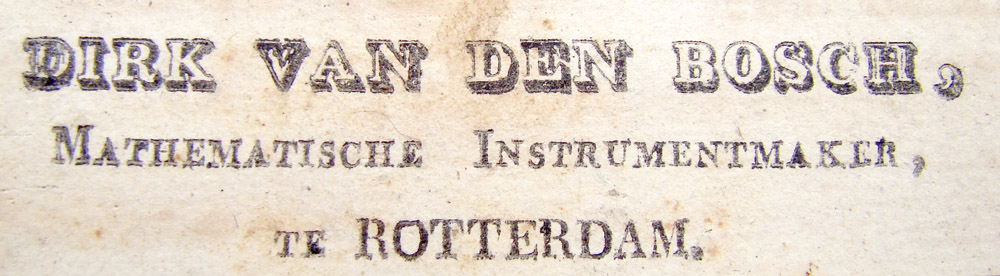 DIRK VAN DEN BOSCH,
MATHEMATISCHE INSTRUMENTMAKER,
TE ROTTERDAM.